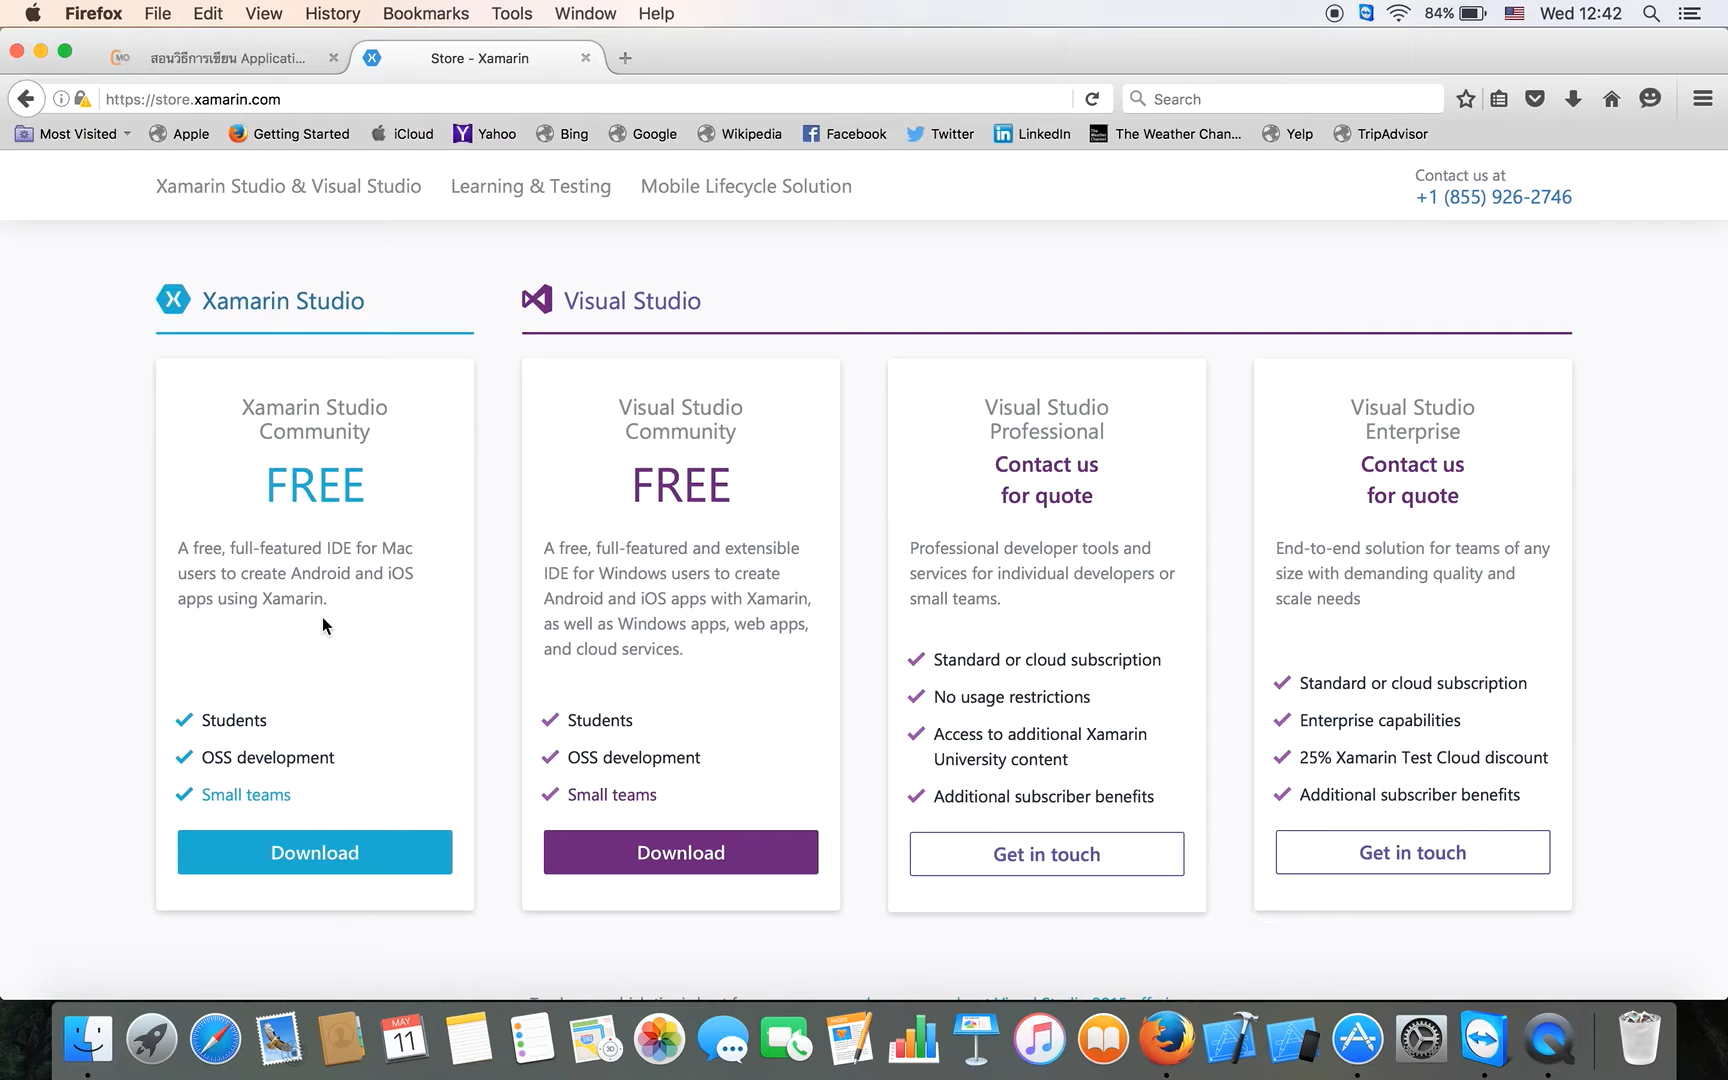 Firefox File Edit View History Bookmarks Tools Window Help 84% Wed 12:42
สอนวิธีการเขียน Applicati... Store - Xamarin
https://store.xamarin.com Search
Most Visited Apple Getting Started iCloud Yahoo Bing Google Wikipedia Facebook Twitter LinkedIn The Weather Chan... Yelp TripAdvisor
Xamarin Studio & Visual Studio Learning & Testing Mobile Lifecycle Solution
Contact us at
+1 (855) 926-2746
Xamarin Studio
Visual Studio
Xamarin Studio
Community
FREE
A free, full-featured IDE for Mac
users to create Android and iOS
apps using Xamarin.
Students
OSS development
Small teams
Download
Visual Studio
Community
FREE
A free, full-featured and extensible
IDE for Windows users to create
Android and iOS apps with Xamarin,
as well as Windows apps, web apps,
and cloud services.
Students
OSS development
Small teams
Download
Visual Studio
Professional
Contact us
for quote
Professional developer tools and
services for individual developers or
small teams.
Standard or cloud subscription
No usage restrictions
Access to additional Xamarin
University content
Additional subscriber benefits
Get in touch
Visual Studio
Enterprise
Contact us
for quote
End-to-end solution for teams of any
size with demanding quality and
scale needs
Standard or cloud subscription
Enterprise capabilities
25% Xamarin Test Cloud discount
Additional subscriber benefits
Get in touch
MAY
11